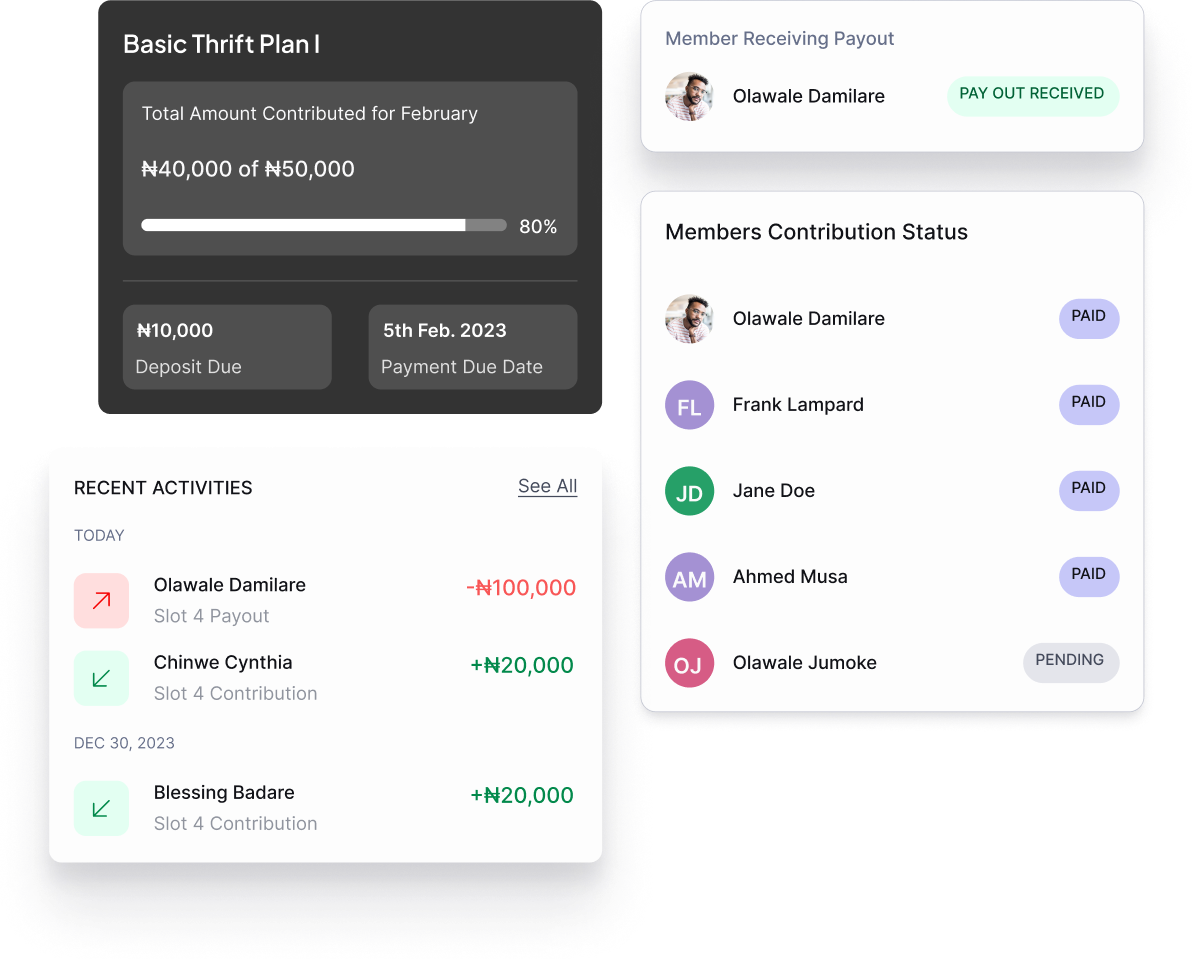 Basic Thrift Plan I
Total Amount Contributed for February
₦40,000 of ₦50,000
80%
₦10,000
Deposit Due
5th Feb. 2023
Payment Due Date
RECENT ACTIVITIES
See All
TODAY
Olawale Damilare
-₦100,000
Slot 4 Payout
Chinwe Cynthia
+₦20,000
Slot 4 Contribution
DEC 30, 2023
Blessing Badare
+₦20,000
Slot 4 Contribution
Member Receiving Payout
Olawale Damilare
PAY OUT RECEIVED
Members Contribution Status
Olawale Damilare
PAID
FL
Frank Lampard
PAID
JD
Jane Doe
PAID
AM
Ahmed Musa
PAID
OJ
Olawale Jumoke
PENDING